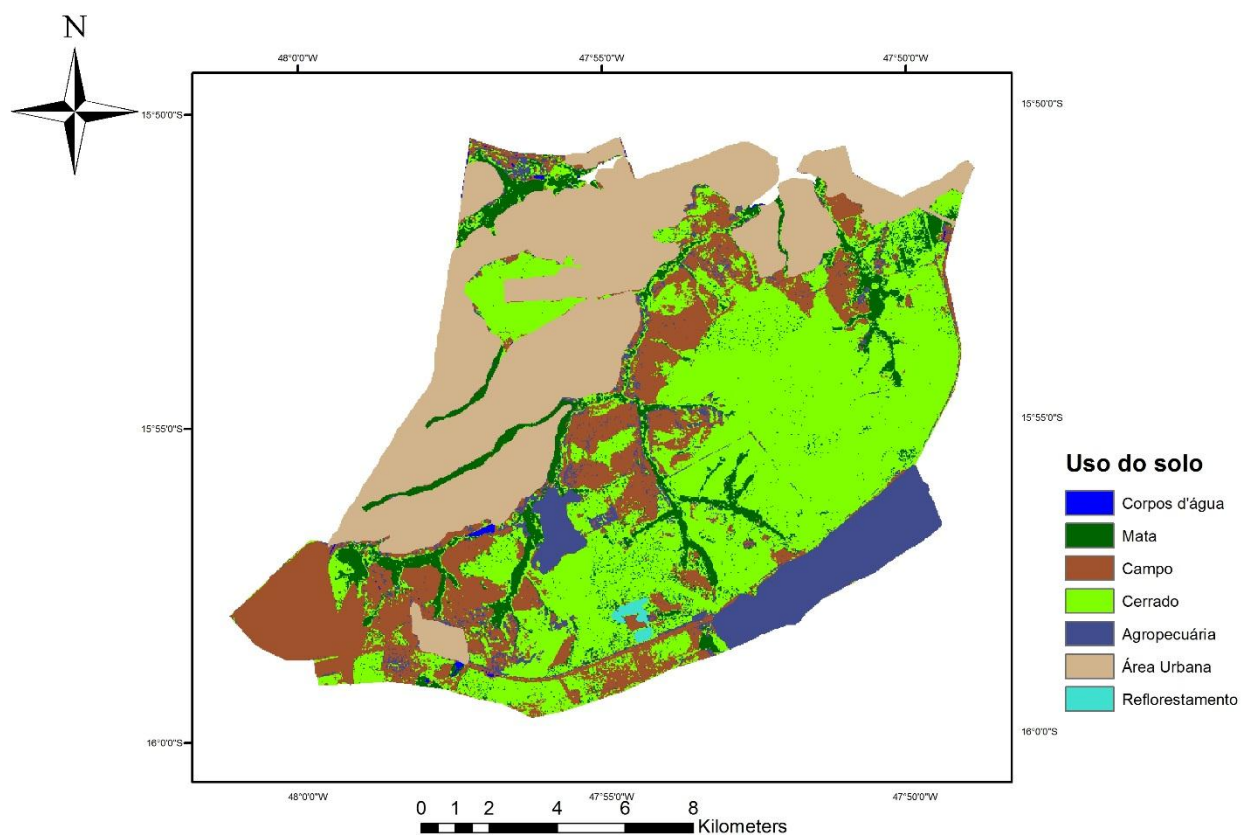 N
48°0'0"W 47°55'0"W 47°50'0"W
15°50'0"S 15°50'0"S
15°55'0"S 15°55'0"S
16°0'0"S 16°0'0"S
48°0'0"W 47°55'0"W 47°50'0"W
Uso do solo
Corpos d'água
Mata
Campo
Cerrado
Agropecuária
Área Urbana
Reflorestamento
0 1 2 4 6 8
Kilometers